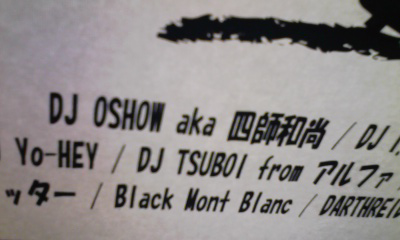 DJ OSHOW aka 四師和尚 / DJ
Yo-HEY / DJ TSUBOI from アルファ
ッター / Black Mont Blanc / DARTHREI